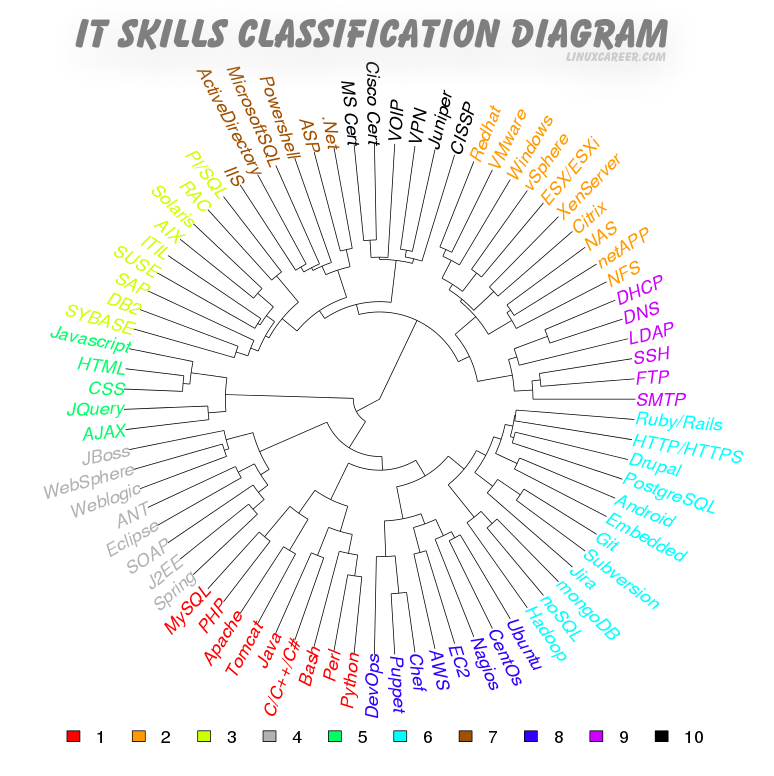 IT SKILLS CLASSIFICATION DIAGRAM
LINUXCAREER.COM
Cisco Cert
VOIP
VPN
Juniper
CISSP
Redhat
VMware
Windows
vSphere
ESX/ESXi
XenServer
Citrix
NAS
netAPP
NFS
DHCP
DNS
LDAP
SSH
FTP
SMTP
Ruby/Rails
HTTP/HTTPS
Drupal
PostgreSQL
Android
Embedded
Git
Subversion
Jira
mongoDB
noSQL
Hadoop
Ubuntu
CentOs
Nagios
EC2
AWS
Chef
Puppet
DevOps
Python
Perl
Bash
C/C++/C#
Java
Tomcat
Apache
PHP
MySQL
Spring
J2EE
SOAP
Eclipse
ANT
Weblogic
WebSphere
JBoss
AJAX
JQuery
CSS
HTML
Javascript
SYBASE
DB2
SAP
SUSE
ITIL
AIX
Solaris
RAC
Pl/SQL
IIS
ActiveDirectory
MicrosoftSQL
Powershell
ASP
.Net
MS Cert
1 2 3 4 5 6 7 8 9 10